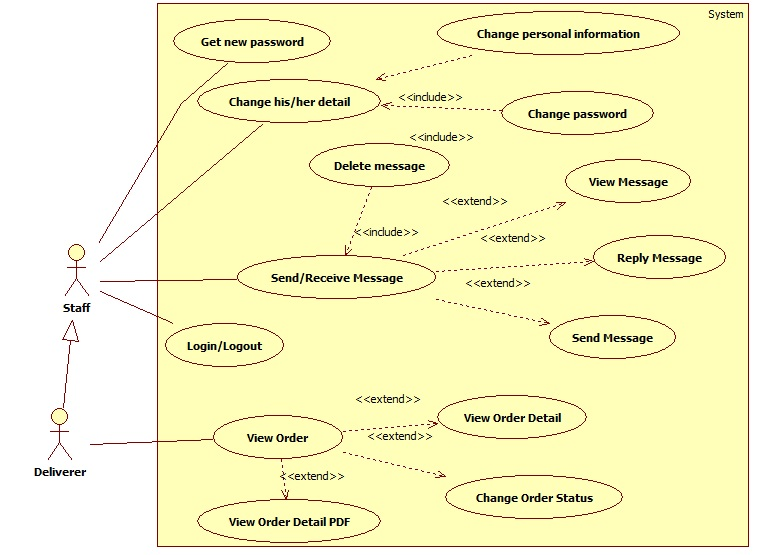 System
Get new password
Change personal information
Change his/her detail
<<include>>
Change password
<<include>>
Delete message
View Message
<<extend>>
<<include>>
<<extend>>
Reply Message
Send/Receive Message
<<extend>>
Staff
Send Message
Login/Logout
<<extend>>
View Order Detail
View Order
<<extend>>
Deliverer
<<extend>>
Change Order Status
View Order Detail PDF